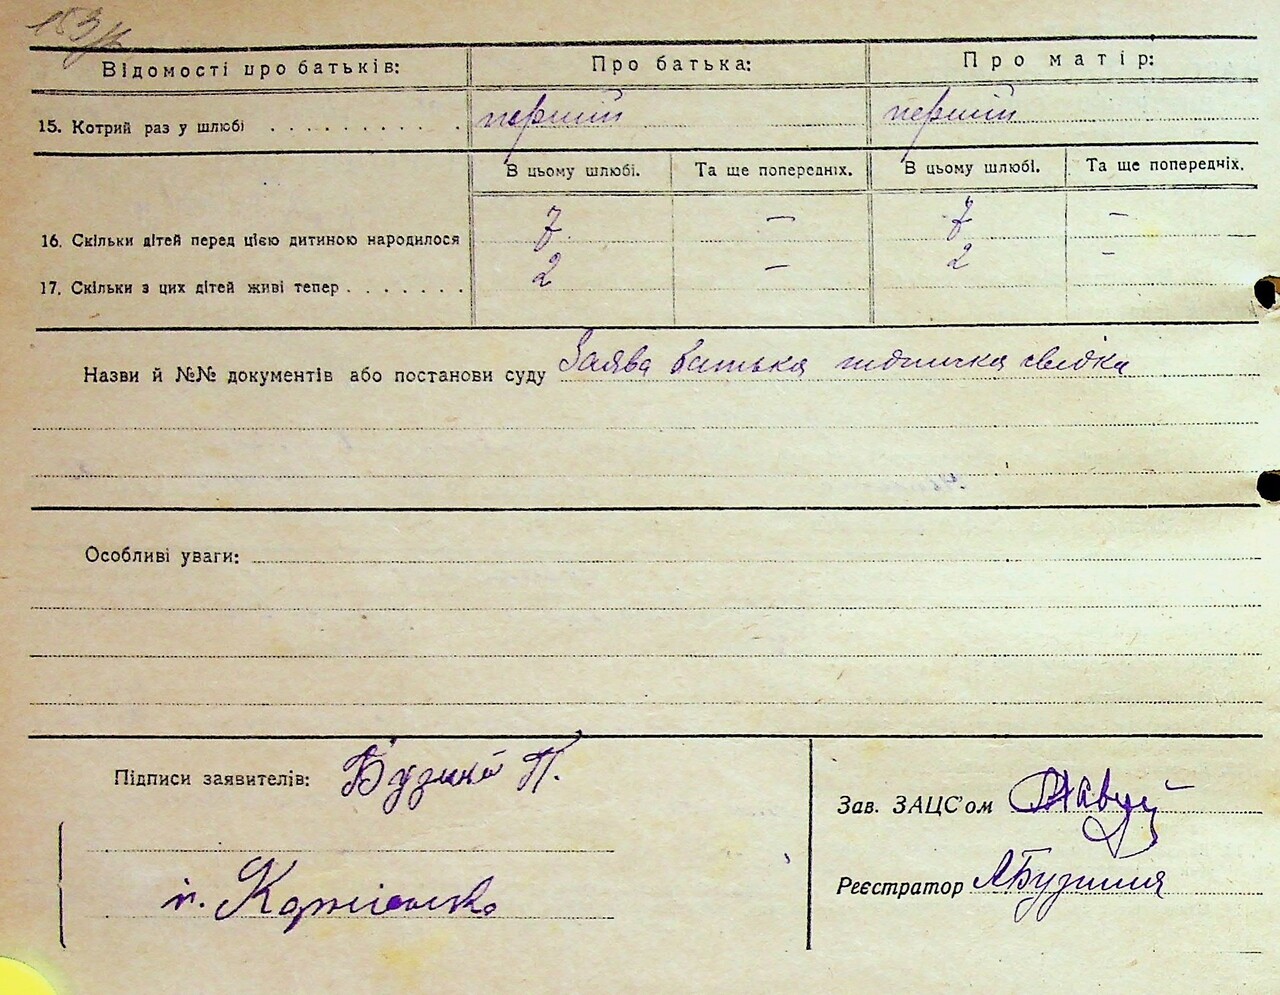 Відомості про батьків: Про батька: Про матір:
15. Котрий раз у шлюбі . . . . . . . . . . перший перший
В цьому шлюбі. Та ще попередніх. В цьому шлюбі. Та ще попередніх.
16. Скільки дітей перед цією дитиною народилося 7 — 7 —
17. Скільки з цих дітей живі тепер . . . . . . . 2 — 2 -
Назви й №№ документів або постанови суду Заява батька підписка свідка
Особливі уваги:
Підписи заявителів:
Зав. ЗАЦС'ом
Реєстратор